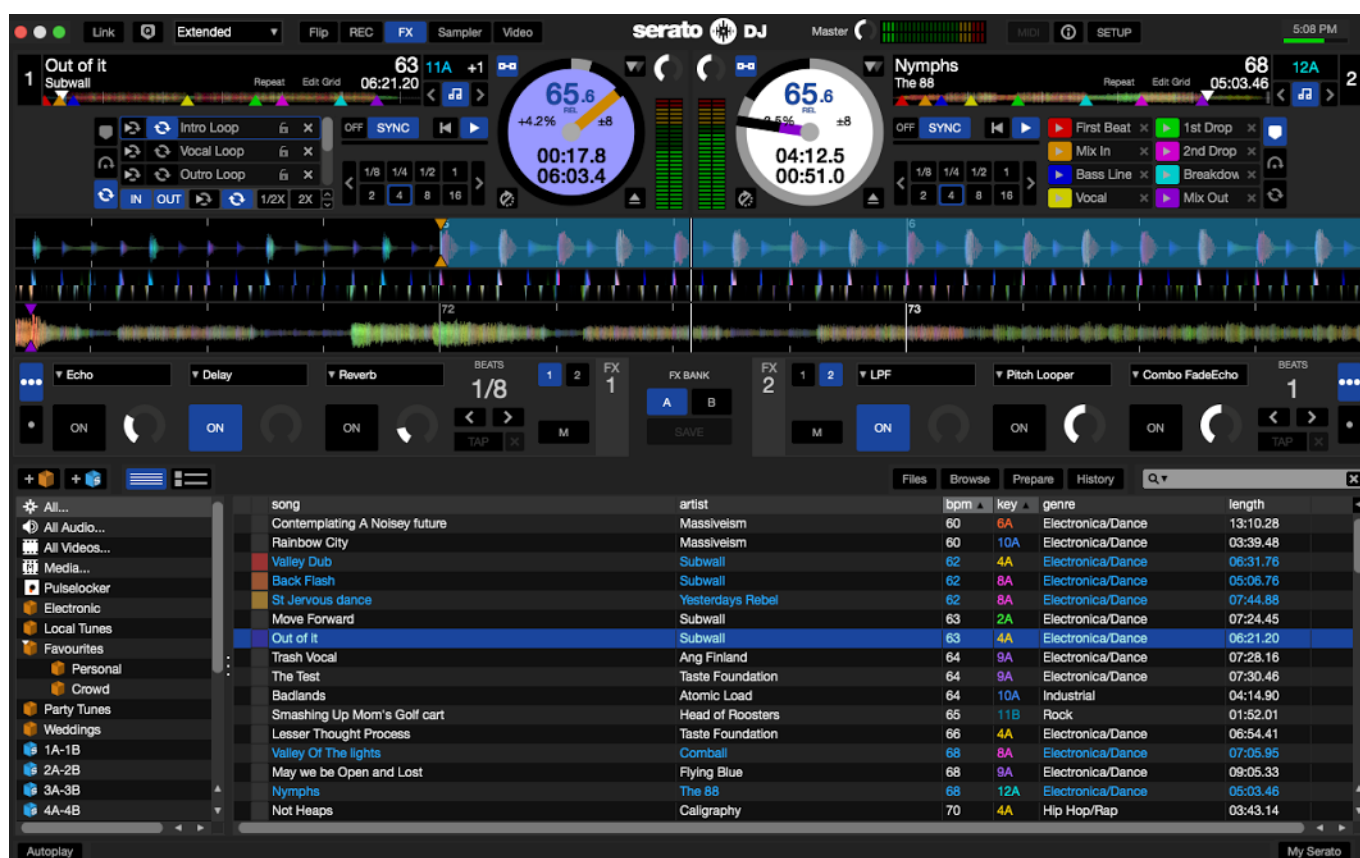 Link Extended Flip REC FX Sampler Video serato DJ Master MIDI SETUP 5:08 PM
1 Out of it 63 11A +1
Subwall Repeat Edit Grid 06:21.20
Intro Loop
Vocal Loop
Outro Loop
IN OUT 1/2X 2X
OFF SYNC
1/8 1/4 1/2 1
2 4 8 16
65.6
REL
+4.2% ±8
00:17.8
06:03.4
65.6
REL
±8
04:12.5
00:51.0
Nymphs 68 12A 2
The 88 Repeat Edit Grid 05:03.46
OFF SYNC
1/8 1/4 1/2 1
2 4 8 16
First Beat 1st Drop
Mix In 2nd Drop
Bass Line Breakdow
Vocal Mix Out
6
72 73
Echo Delay Reverb BEATS 1/8 1 2 FX 1
ON ON ON TAP M
FX BANK
A B
SAVE
FX 2 1 2 LPF Pitch Looper Combo FadeEcho BEATS 1
M ON ON ON TAP
Files Browse Prepare History
All...
All Audio...
All Videos...
Media...
Pulselocker
Electronic
Local Tunes
Favourites
Personal
Crowd
Party Tunes
Weddings
1A-1B
2A-2B
3A-3B
4A-4B
song artist bpm key genre length
Contemplating A Noisey future Massiveism 60 6A Electronica/Dance 13:10.28
Rainbow City Massiveism 60 10A Electronica/Dance 03:39.48
Valley Dub Subwall 62 4A Electronica/Dance 06:31.76
Back Flash Subwall 62 8A Electronica/Dance 05:06.76
St Jervous dance Yesterdays Rebel 62 8A Electronica/Dance 07:44.88
Move Forward Subwall 63 2A Electronica/Dance 07:24.45
Out of it Subwall 63 4A Electronica/Dance 06:21.20
Trash Vocal Ang Finland 64 9A Electronica/Dance 07:28.16
The Test Taste Foundation 64 9A Electronica/Dance 07:30.46
Badlands Atomic Load 64 10A Industrial 04:14.90
Smashing Up Mom's Golf cart Head of Roosters 65 11B Rock 01:52.01
Lesser Thought Process Taste Foundation 66 4A Electronica/Dance 06:54.41
Valley Of The lights Comball 68 8A Electronica/Dance 07:05.95
May we be Open and Lost Flying Blue 68 9A Electronica/Dance 09:05.33
Nymphs The 88 68 12A Electronica/Dance 05:03.46
Not Heaps Caligraphy 70 4A Hip Hop/Rap 03:43.14
Autoplay My Serato